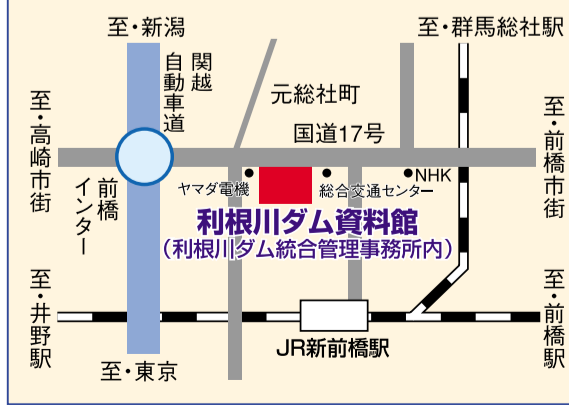 至・新潟
至・群馬総社駅
関越
自動車道
元総社町
至・高崎市街
国道17号
至・前橋市街
前橋
インター
ヤマダ電機
総合交通センター
NHK
利根川ダム資料館
（利根川ダム統合管理事務所内）
至・井野駅
至・前橋駅
JR新前橋駅
至・東京